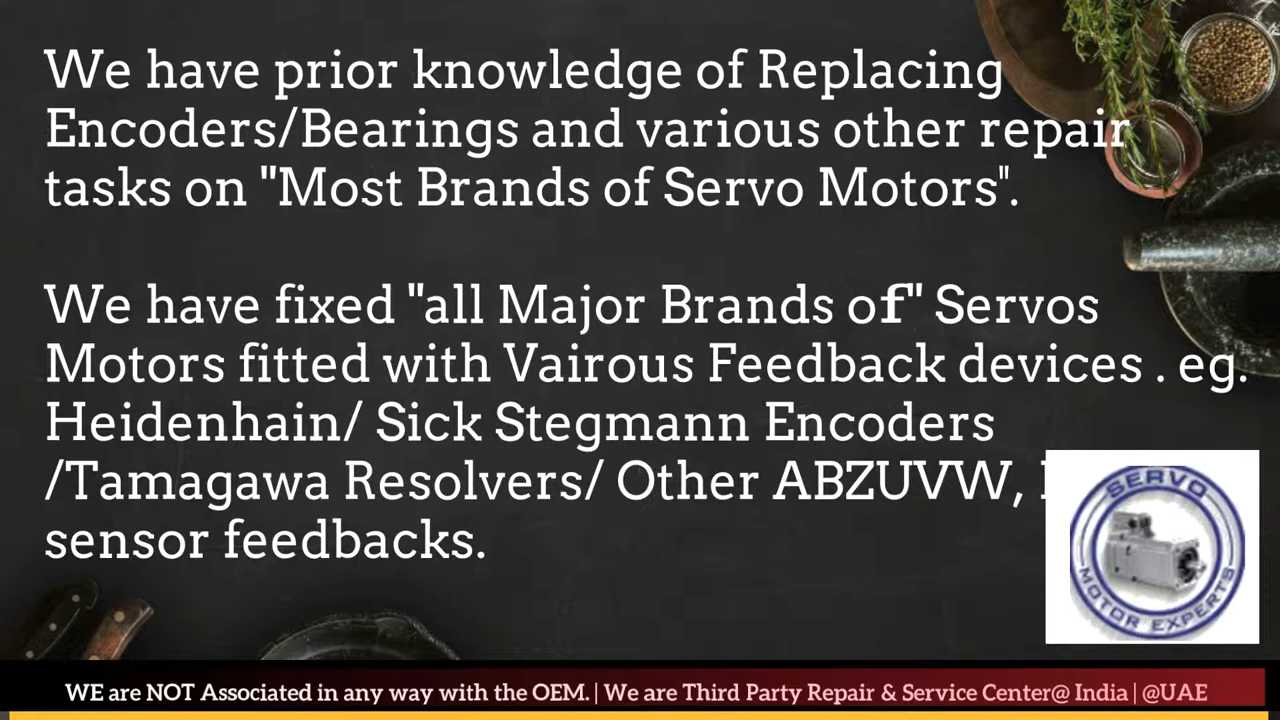 We have prior knowledge of Replacing
Encoders/Bearings and various other repair
tasks on "Most Brands of Servo Motors".
We have fixed "all Major Brands of" Servos
Motors fitted with Vairous Feedback devices . eg.
Heidenhain/ Sick Stegmann Encoders
/Tamagawa Resolvers/ Other ABZUVW,
sensor feedbacks.
SERVO
MOTOR EXPERTS
WE are NOT Associated in any way with the OEM. | We are Third Party Repair & Service Center@ India | @UAE